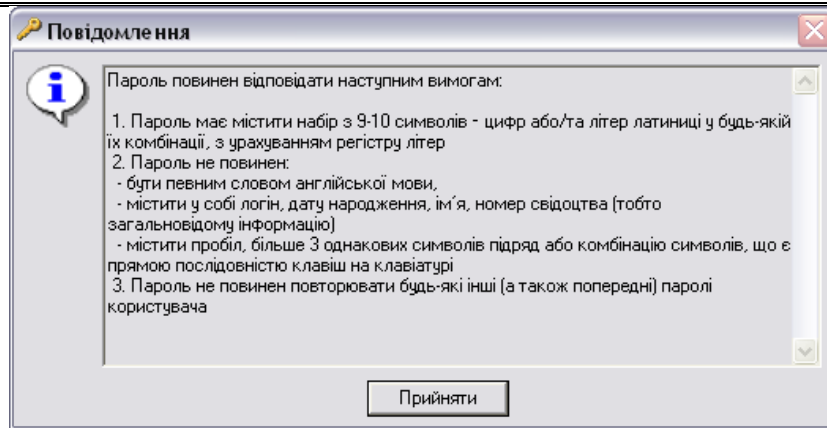 Повідомлення
Пароль повинен відповідати наступним вимогам:
1. Пароль має містити набір з 9-10 символів - цифр або/та літер латиниці у будь-якій
їх комбінації, з урахуванням регістру літер
2. Пароль не повинен:
- бути певним словом англійської мови,
- містити у собі логін, дату народження, ім´я, номер свідоцтва (тобто
загальновідому інформацію)
- містити пробіл, більше 3 однакових символів підряд або комбінацію символів, що є
прямою послідовністю клавіш на клавіатурі
3. Пароль не повинен повторювати будь-які інші (а також попередні) паролі
користувача
Прийняти